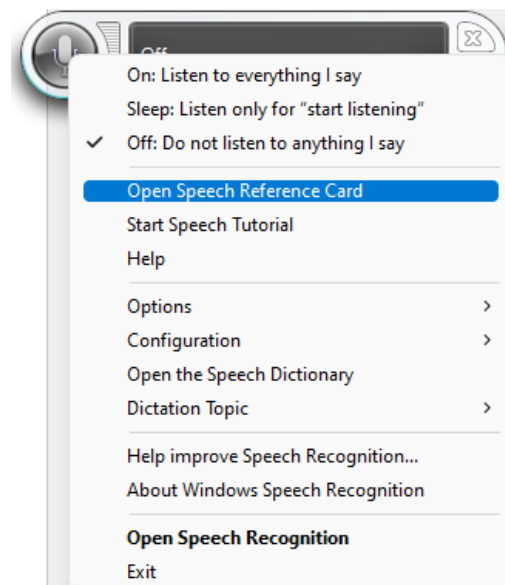 Off
On: Listen to everything I say
Sleep: Listen only for “start listening”
Off: Do not listen to anything I say
Open Speech Reference Card
Start Speech Tutorial
Help
Options
Configuration
Open the Speech Dictionary
Dictation Topic
Help improve Speech Recognition...
About Windows Speech Recognition
Open Speech Recognition
Exit